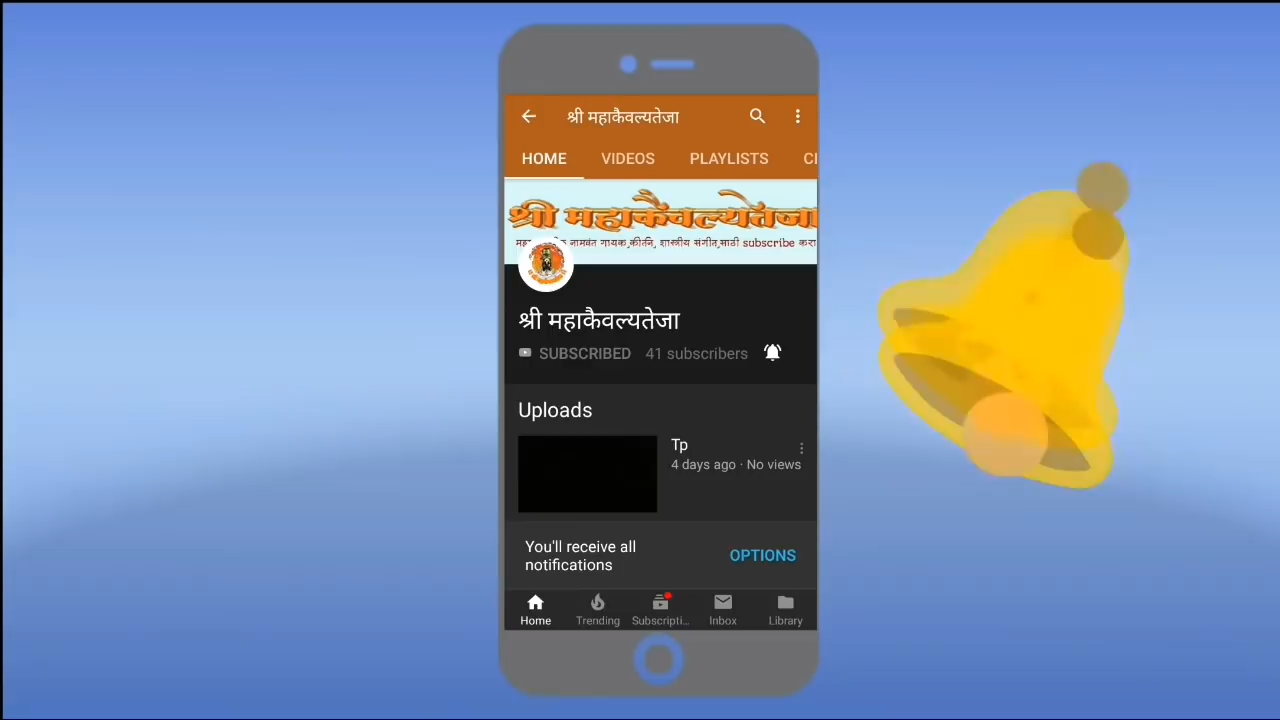 श्री महाकैवल्यतेजा
HOME VIDEOS PLAYLISTS
श्री महाकैवल्यतेजा
नामवंत गायक,कीर्तन, शास्त्रीय संगीत,साठी subscribe करा
श्री महाकैवल्यतेजा
SUBSCRIBED 41 subscribers
Uploads
Tp
4 days ago · No views
You'll receive all
notifications
OPTIONS
Home Trending Subscripti... Inbox Library